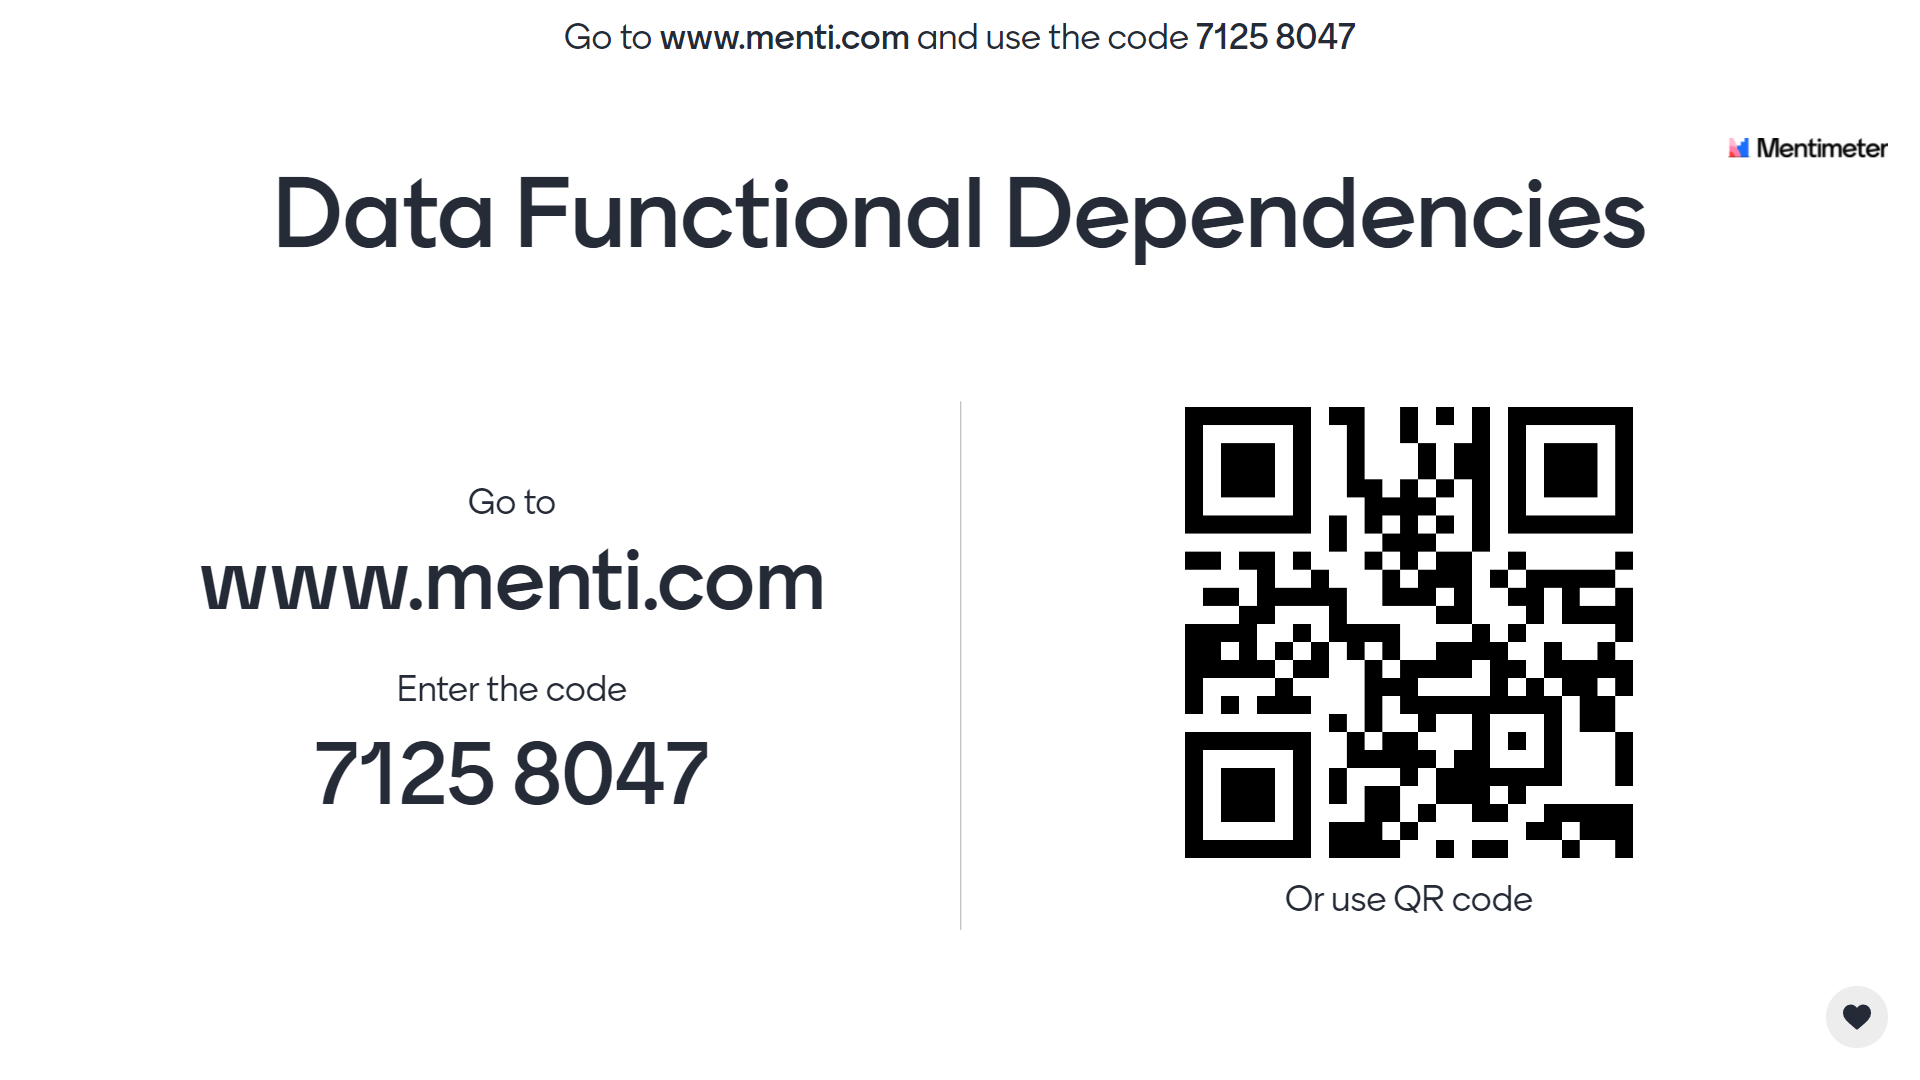 Go to www.menti.com and use the code 7125 8047
Mentimeter
Data Functional Dependencies
Go to
www.menti.com
Enter the code
7125 8047
Or use QR code